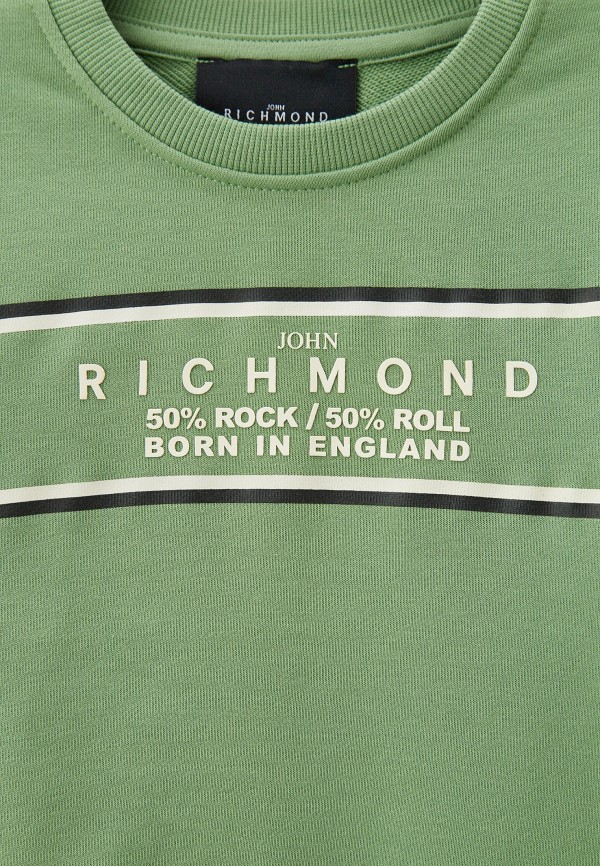 JOHN
RICHMOND
JOHN
RICHMOND
50% ROCK / 50% ROLL
BORN IN ENGLAND